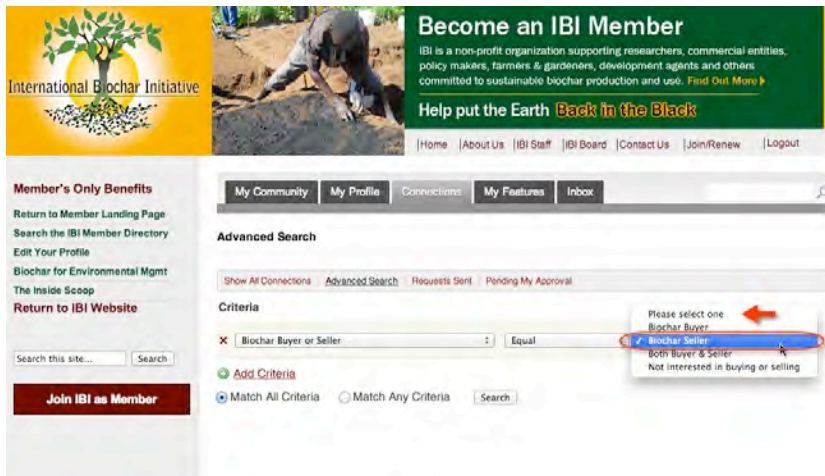 International Biochar Initiative
Become an IBI Member
IBI is a non-profit organization supporting researchers, commercial entities,
policy makers, farmers & gardeners, development agents and others
committed to sustainable biochar production and use. Find Out More
Help put the Earth Back in the Black
|Home |About Us |IBI Staff |IBI Board |Contact Us |Join/Renew |Logout
Member's Only Benefits
Return to Member Landing Page
Search the IBI Member Directory
Edit Your Profile
Biochar for Environmental Mgmt
The Inside Scoop
Return to IBI Website
Search this site... Search
Join IBI as Member
My Community My Profile Connections My Features Inbox
Advanced Search
Show All Connections Advanced Search Requests Sent Pending My Approval
Criteria
Biochar Buyer or Seller Equal
Please select one
Biochar Buyer
✓ Biochar Seller
Both Buyer & Seller
Not interested in buying or selling
Add Criteria
Match All Criteria Match Any Criteria Search